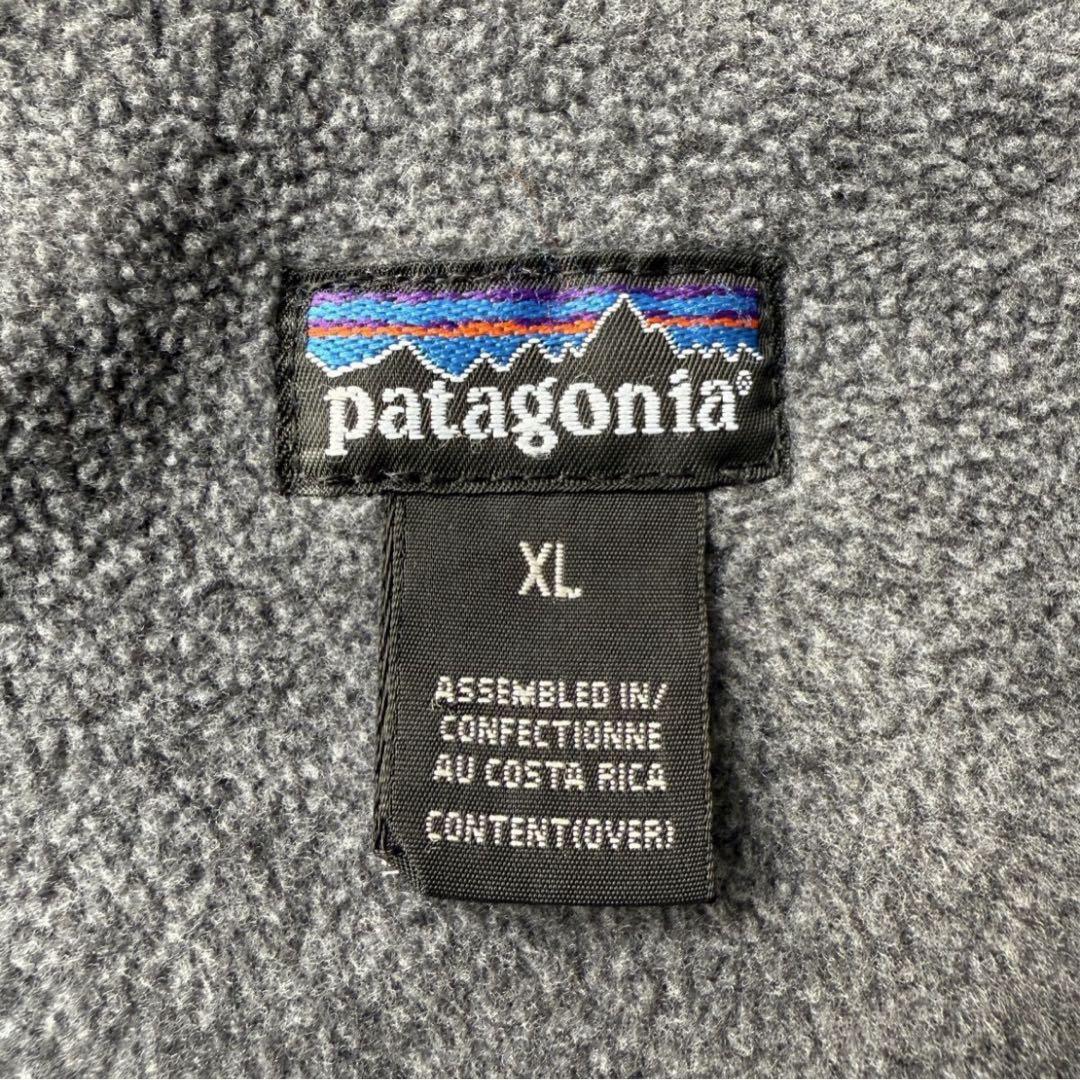 patagonia®
XL
ASSEMBLED IN/
CONFECTIONNE
AU COSTA RICA
CONTENT(OVER)